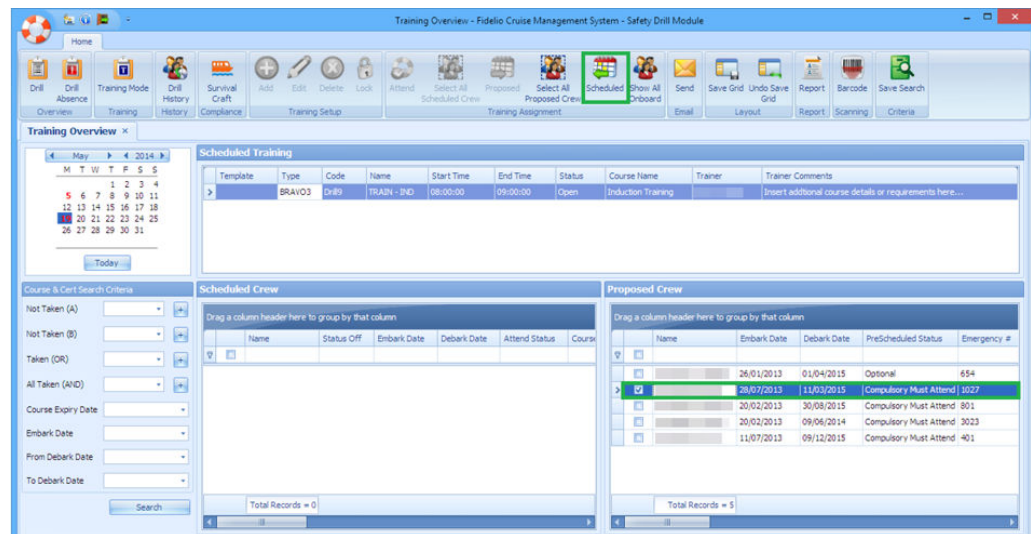 Training Overview - Fidelio Cruise Management System - Safety Drill Module
Home
Drill
Drill Absence
Training Mode
Drill History
Survival Craft
Add
Edit
Delete
Lock
Attend
Select All Scheduled Crew
Proposed
Select All Proposed Crew
Scheduled
Show All Onboard
Send
Save Grid
Undo Save Grid
Report
Barcode
Save Search
Overview
Training
History
Compliance
Training Setup
Training Assignment
Email
Layout
Report
Scanning
Criteria
Training Overview ×
May 2014
M T W T F S S
1 2 3 4
5 6 7 8 9 10 11
12 13 14 15 16 17 18
19 20 21 22 23 24 25
26 27 28 29 30 31
Today
Scheduled Training
Template Type Code Name Start Time End Time Status Course Name Trainer Trainer Comments
BRAVO3 Drill9 TRAIN - IND 08:00:00 09:00:00 Open Induction Training Insert addtional course details or requirements here...
Course & Cert Search Criteria
Not Taken (A)
Not Taken (B)
Taken (OR)
All Taken (AND)
Course Expiry Date
Embark Date
From Debark Date
To Debark Date
Search
Scheduled Crew
Drag a column header here to group by that column
Name Status Off Embark Date Debark Date Attend Status Course
Total Records = 0
Proposed Crew
Drag a column header here to group by that column
Name Embark Date Debark Date PreScheduled Status Emergency #
26/01/2013 01/04/2015 Optional 654
28/07/2013 11/03/2015 Compulsory Must Attend 1027
20/02/2013 30/08/2015 Compulsory Must Attend 801
20/02/2013 09/06/2014 Compulsory Must Attend 3023
11/07/2013 09/12/2015 Compulsory Must Attend 401
Total Records = 5